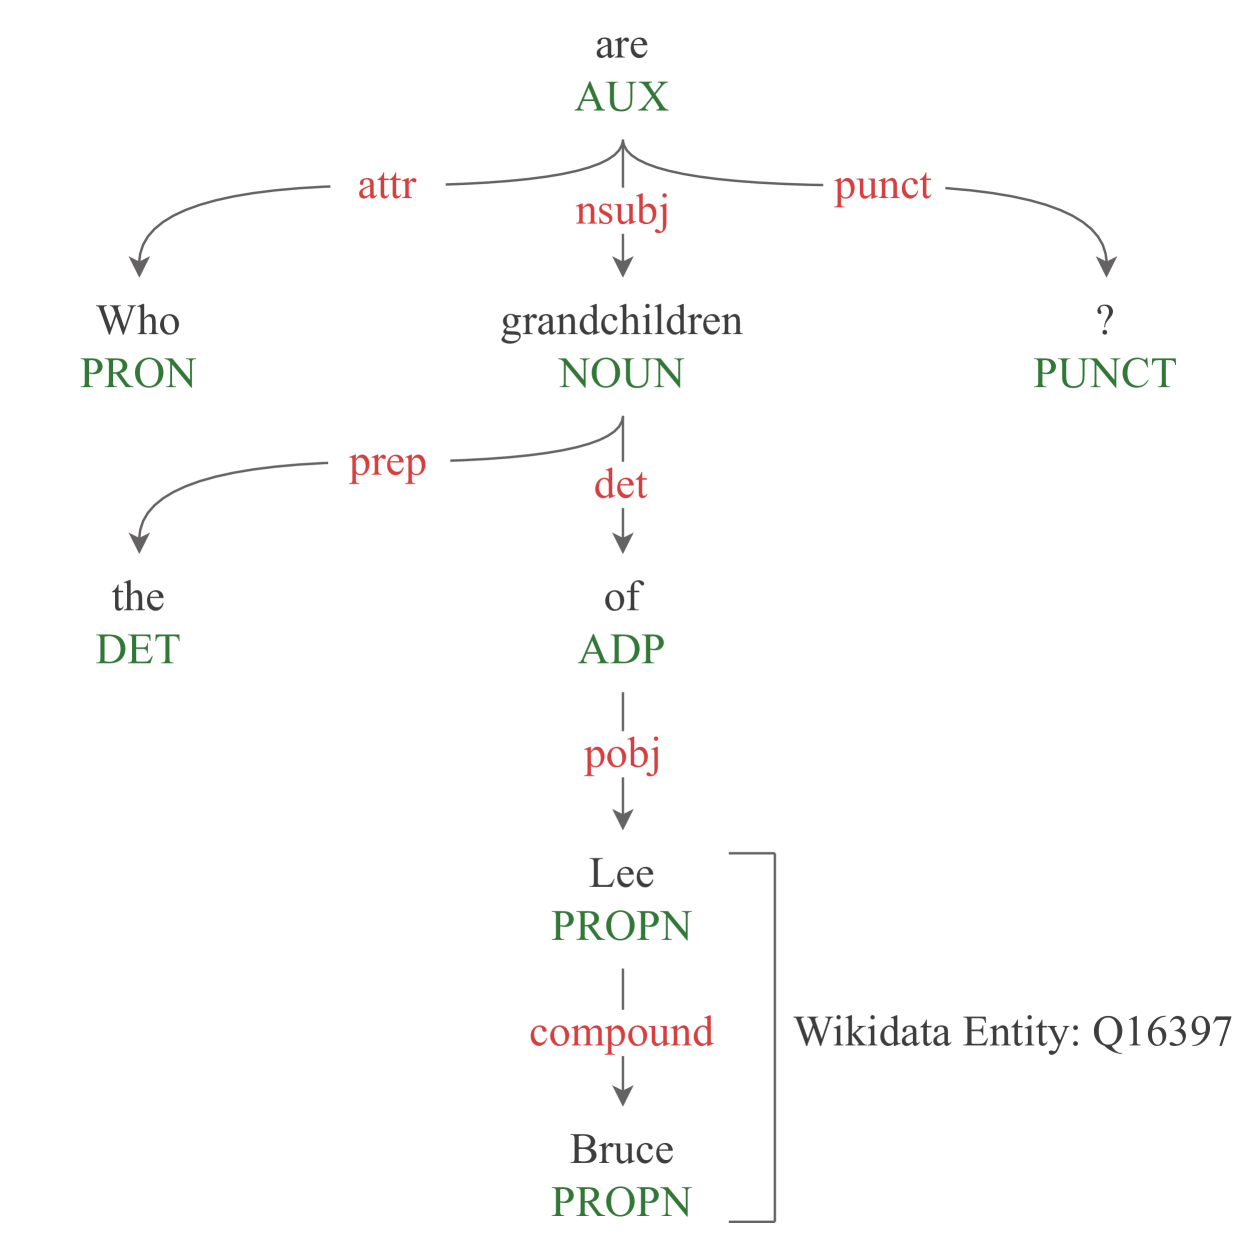 are
AUX
attr
nsubj
punct
Who
PRON
grandchildren
NOUN
?
PUNCT
prep
det
the
DET
of
ADP
pobj
Lee
PROPN
compound
Wikidata Entity: Q16397
Bruce
PROPN